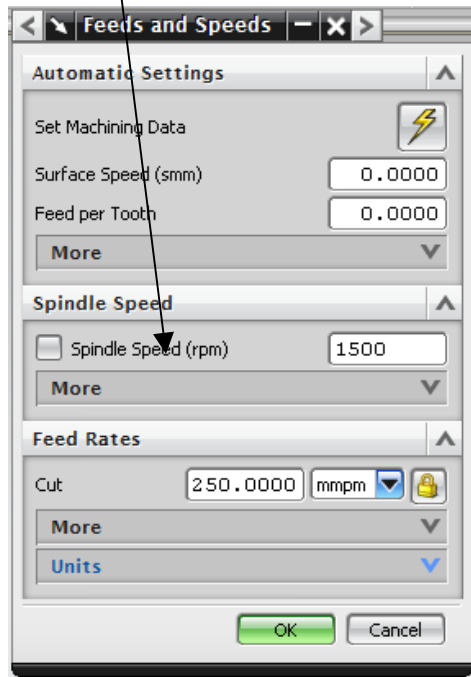 Feeds and Speeds
Automatic Settings
Set Machining Data
Surface Speed (smm) 0.0000
Feed per Tooth 0.0000
More
Spindle Speed
Spindle Speed (rpm) 1500
More
Feed Rates
Cut 250.0000 mmpm
More
Units
OK Cancel